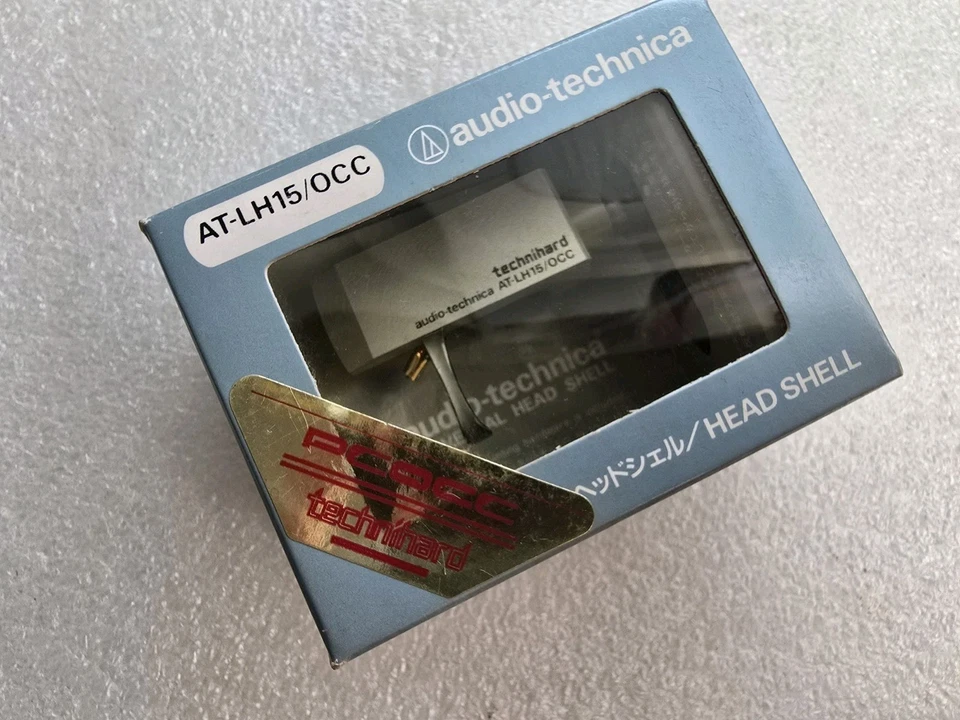 audio-technica
AT-LH15/OCC
technihard
audio-technica AT-LH15/OCC
audio-technica
HEAD SHELL
ヘッドシェル/HEAD SHELL
PCOCC
technihard